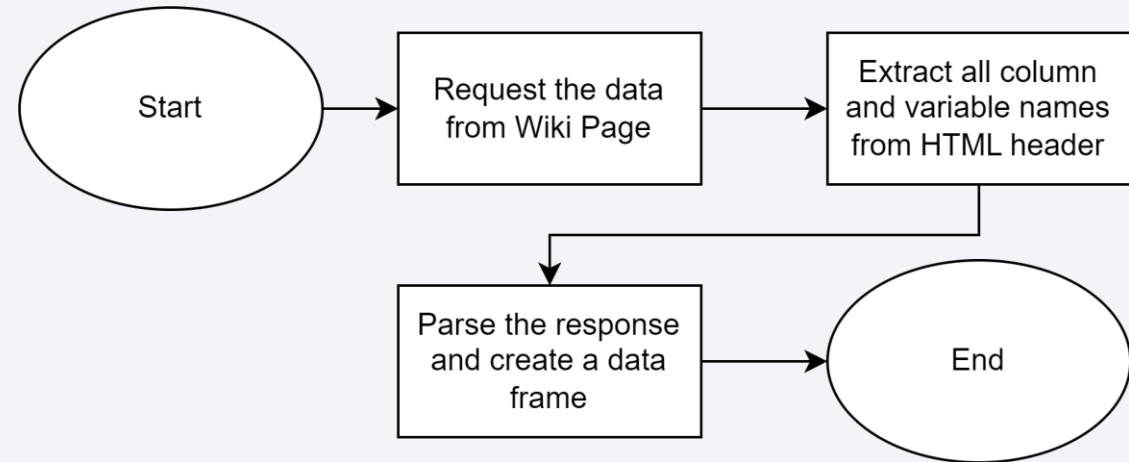 Start
Request the data
from Wiki Page
Extract all column
and variable names
from HTML header
Parse the response
and create a data
frame
End